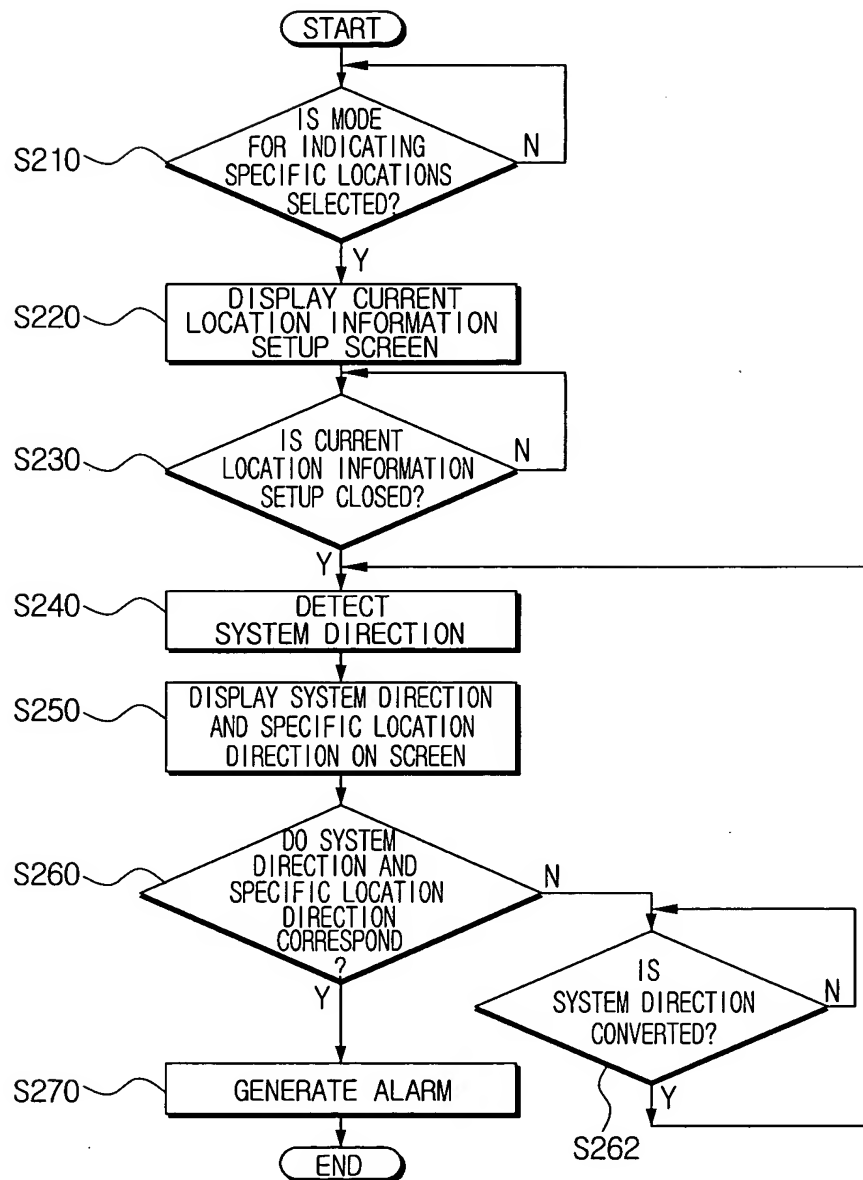 START
IS MODE
FOR INDICATING
SPECIFIC LOCATIONS
SELECTED?
S210
N
Y
DISPLAY CURRENT
LOCATION INFORMATION
SETUP SCREEN
S220
IS CURRENT
LOCATION INFORMATION
SETUP CLOSED?
S230
N
Y
DETECT
SYSTEM DIRECTION
S240
DISPLAY SYSTEM DIRECTION
AND SPECIFIC LOCATION
DIRECTION ON SCREEN
S250
DO SYSTEM
DIRECTION AND
SPECIFIC LOCATION
DIRECTION
CORRESPOND
?
S260
N
Y
IS
SYSTEM DIRECTION
CONVERTED?
N
Y
S262
GENERATE ALARM
S270
END